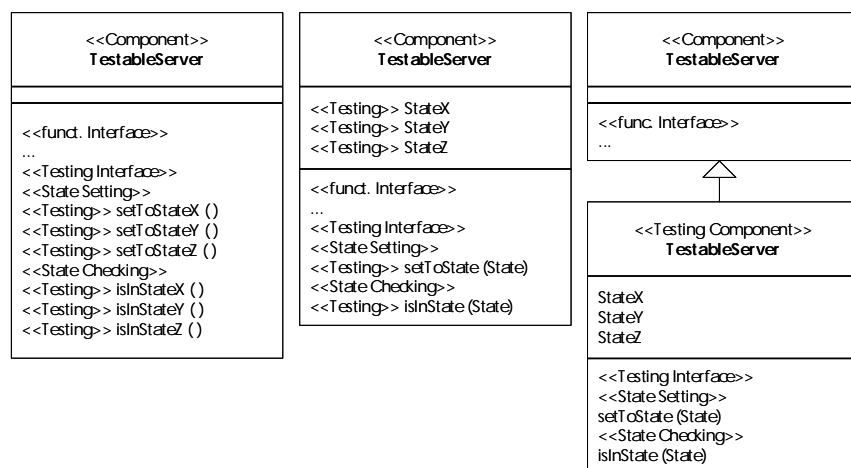 <<Component>>
TestableServer
<<funct. Interface>>
...
<<Testing Interface>>
<<State Setting>>
<<Testing>> setToStateX ()
<<Testing>> setToStateY ()
<<Testing>> setToStateZ ()
<<State Checking>>
<<Testing>> isInStateX ()
<<Testing>> isInStateY ()
<<Testing>> isInStateZ ()
<<Component>>
TestableServer
<<Testing>> StateX
<<Testing>> StateY
<<Testing>> StateZ
<<funct. Interface>>
...
<<Testing Interface>>
<<State Setting>>
<<Testing>> setToState (State)
<<State Checking>>
<<Testing>> isInState (State)
<<Component>>
TestableServer
<<func. Interface>>
...
<<Testing Component>>
TestableServer
StateX
StateY
StateZ
<<Testing Interface>>
<<State Setting>>
setToState (State)
<<State Checking>>
isInState (State)